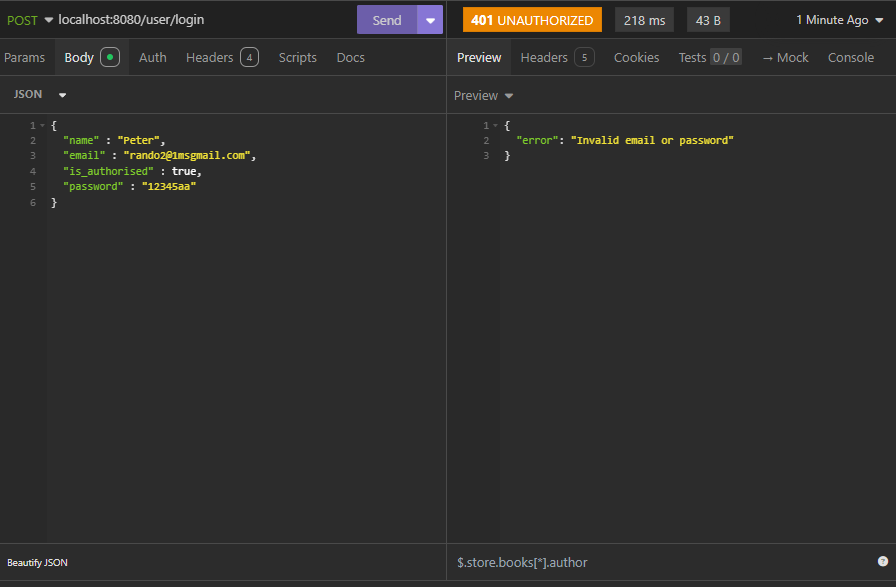 POST localhost:8080/user/login Send 401 UNAUTHORIZED 218 ms 43 B 1 Minute Ago
Params Body Auth Headers 4 Scripts Docs Preview Headers 5 Cookies Tests 0 / 0 → Mock Console
JSON
Preview
1 {
2 "name" : "Peter",
3 "email" : "rando2@1msgmail.com",
4 "is_authorised" : true,
5 "password" : "12345aa"
6 }
1 {
2 "error": "Invalid email or password"
3 }
Beautify JSON
$.store.books[*].author
?